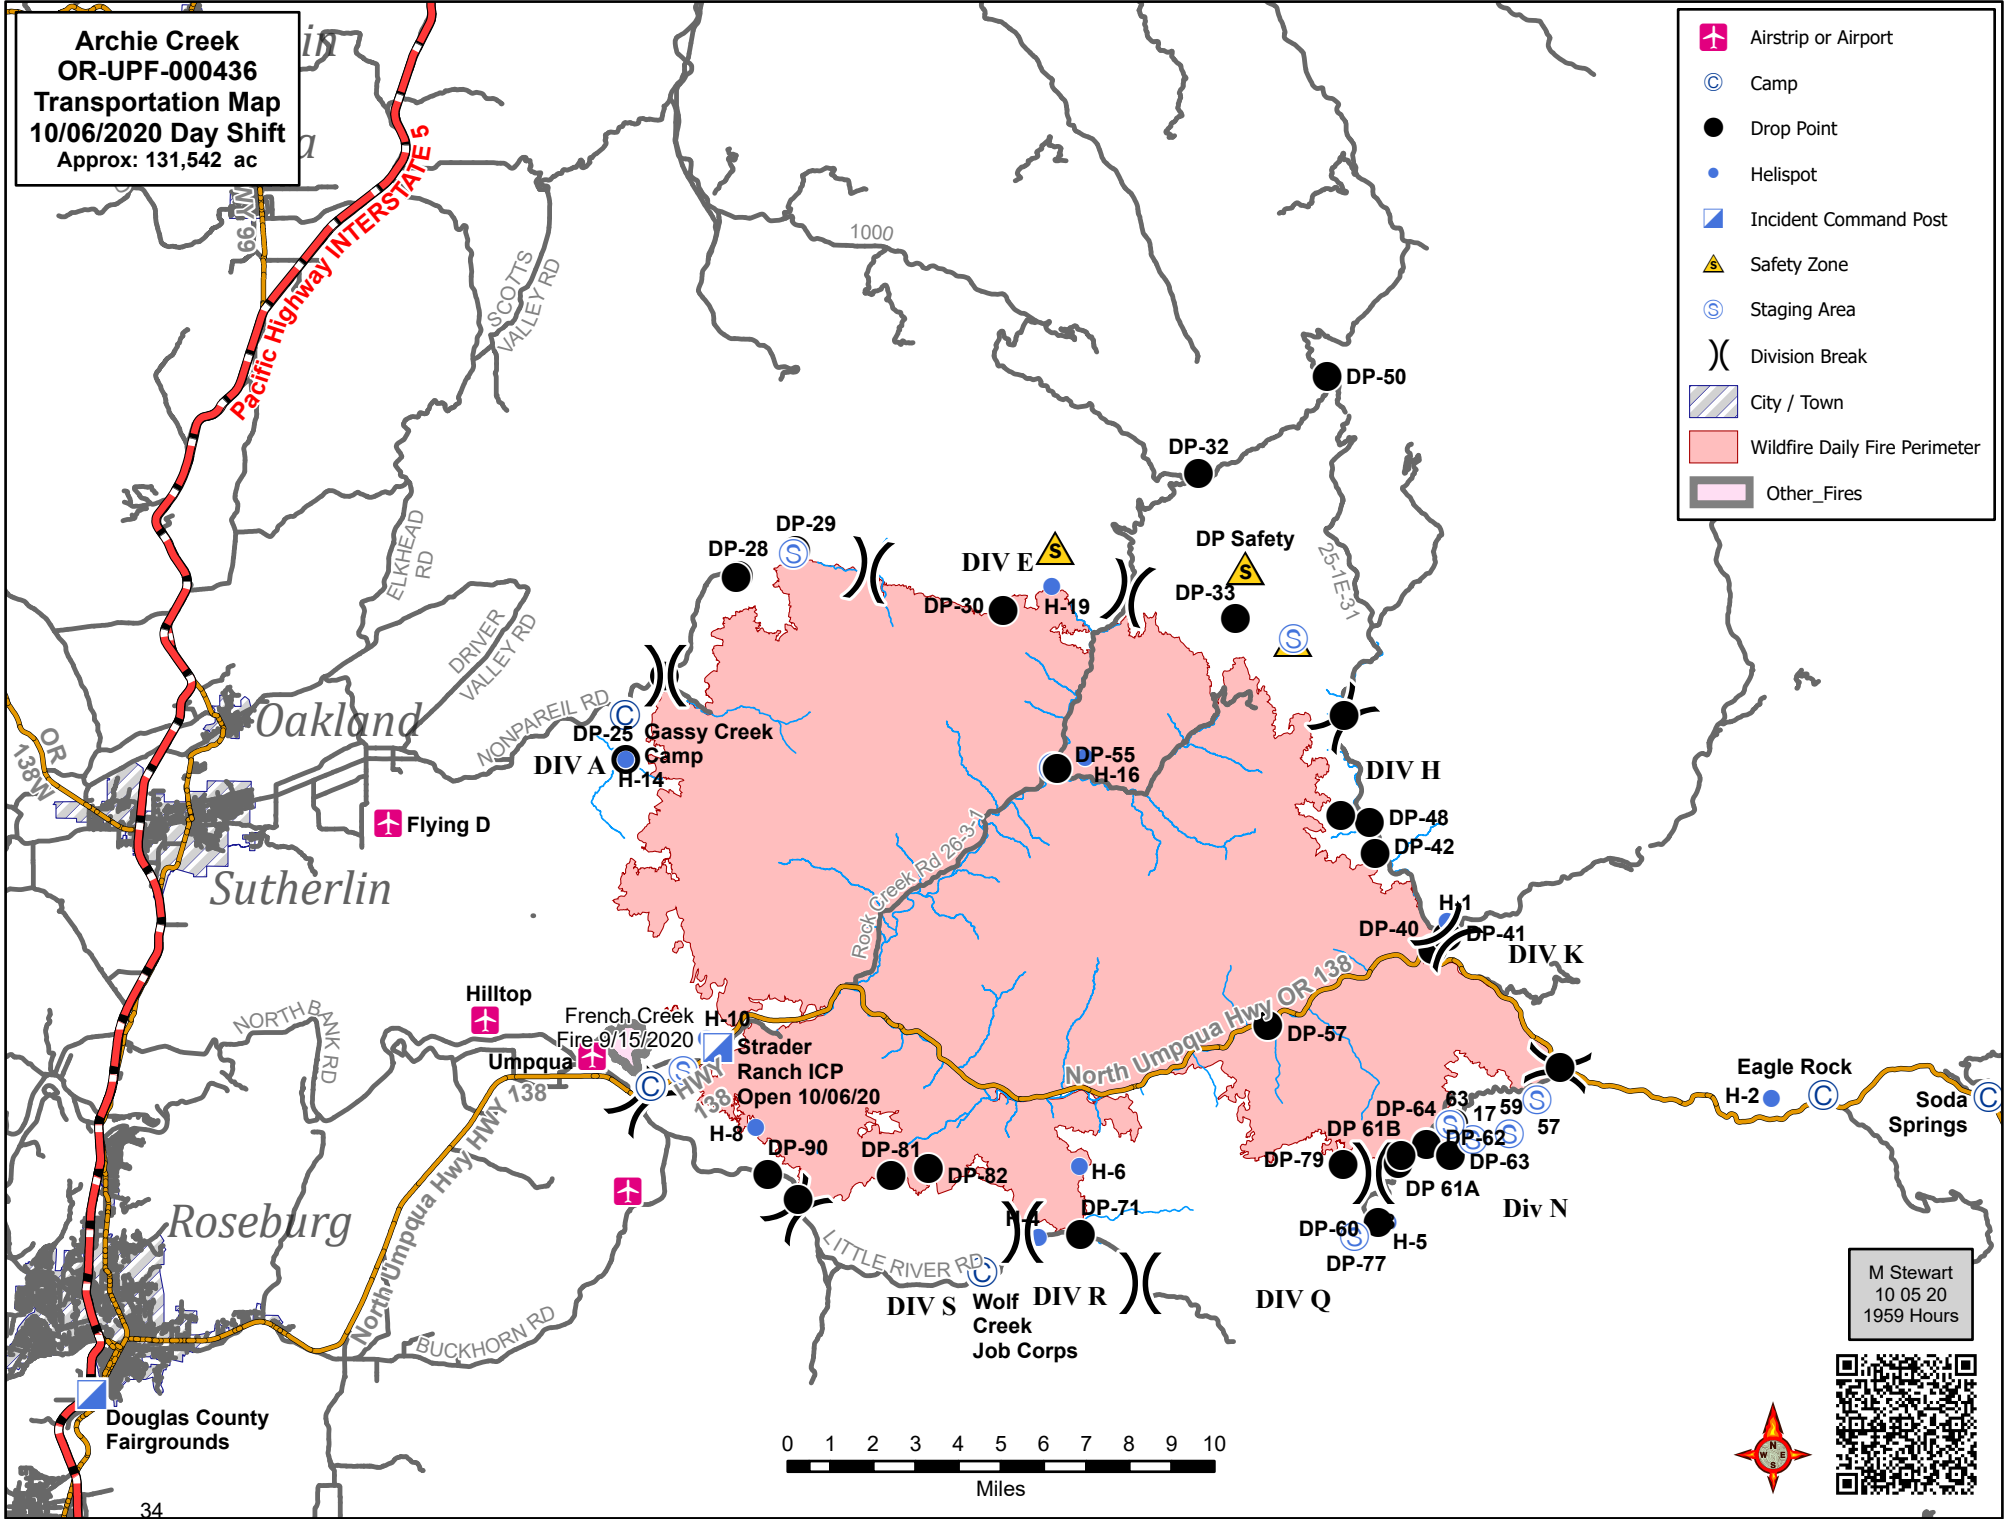 Archie Creek
OR-UPF-000436
Transportation Map
10/06/2020 Day Shift
Approx: 131,542 ac
in
a
WY 99
Pacific Highway INTERSTATE 5
SCOTTS
VALLEY RD
1000
ELKHEAD
RD
DRIVER
VALLEY RD
NONPAREIL RD
OR
138W
Oakland
Sutherlin
Flying D
Airstrip or Airport
Camp
Drop Point
Helispot
Incident Command Post
Safety Zone
Staging Area
Division Break
City / Town
Wildfire Daily Fire Perimeter
Other_Fires
DP-50
DP-32
DP-29
DP-28
DIV E
DP Safety
DP-33
DP-30
H-19
25-1E-31
DP-25
Gassy Creek
Camp
DIV A
H-14
DP-55
H-16
DIV H
DP-48
DP-42
Rock Creek Rd 26-3-1
H-1
DP-40
DP-41
DIV K
Hilltop
NORTH BANK RD
French Creek
Fire 9/15/2020
H-10
Umpqua
Strader
Ranch ICP
Open 10/06/20
HWY
138
North Umpqua Hwy OR 138
DP-57
Eagle Rock
H-2
Soda
Springs
North Umpqua Hwy HWY 138
H-8
DP-90
DP-81
DP-82
H-6
DP-71
H-4
DP-64
63
17
59
57
DP 61B
DP-62
DP-79
DP-63
DP 61A
Div N
DP-60
H-5
DP-77
Roseburg
LITTLE RIVER RD
DIV S
Wolf
Creek
Job Corps
DIV R
DIV Q
BUCKHORN RD
M Stewart
10 05 20
1959 Hours
Douglas County
Fairgrounds
0 1 2 3 4 5 6 7 8 9 10
Miles
N
W E
S
34